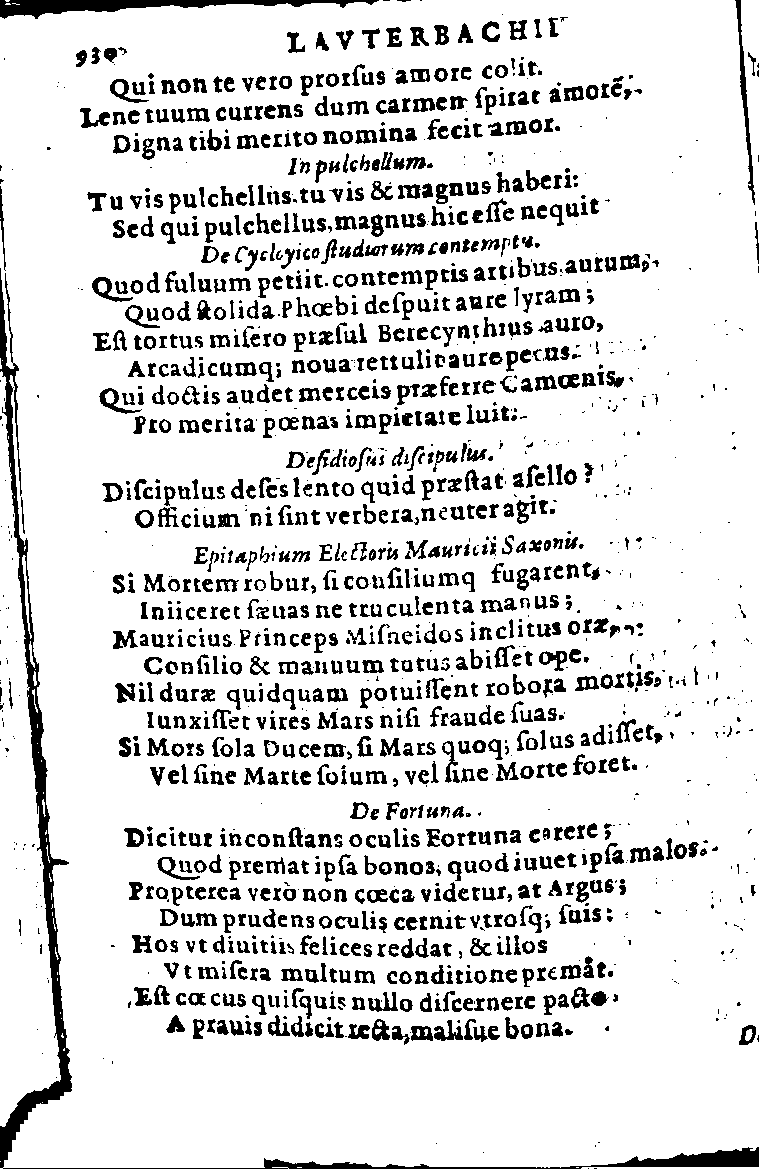 930
LAVTERBACHII
Qui non te vero prorſus amore colit.
Lene tuum currens dum carmen ſpirat amorē,
Digna tibi merito nomina fecit amor.
In pulchellum.
Tu vis pulchellus. tu vis & magnus haberi:
Sed qui pulchellus, magnus hic eſſe nequit
De ſtudiorum contemptu.
Quod fuluum petiit contemptis artibus aurum,
Quod ſtolida Phœbi deſpuit aure lyram;
Eſt tortus miſero præſul Berecynthius auro,
Arcadicumq; noua rettulit aure pecus.
Qui doctis audet merceis præferre Camœnis,
Pro merita pœnas impietate luit.
Deſidioſus diſcipulus.
Diſcipulus deſes lento quid præſtat aſello?
Officium ni ſint verbera, neuter agit.
Epitaphium Electoris Mauricii Saxonis.
Si Mortem robur, ſi conſiliumq fugarent,
Iniiceret ſæuas ne truculenta manus;
Mauricius Princeps Miſneidos inclitus oræ,
Conſilio & manuum tutus abiſſet ope.
Nil duræ quidquam potuiſſent robora mortis,
Iunxiſſet vires Mars niſi fraude ſuas.
Si Mors ſola Ducem, ſi Mars quoq; ſolus adiſſet,
Vel ſine Marte foium, vel ſine Morte foret.
De Fortuna.
Dicitur inconſtans oculis Fortuna carere;
Quod premat ipſa bonos, quod iuuet ipſa malos.
Propterea vero non cœca videtur, at Argus;
Dum prudens oculis cernit vtroſq; ſuis:
Hos vt diuitiis felices reddat, & illos
Vt miſera multum conditione premat.
Eſt cœcus quiſquis nullo diſcernere pacto
A prauis didicit recta, maliſue bona.